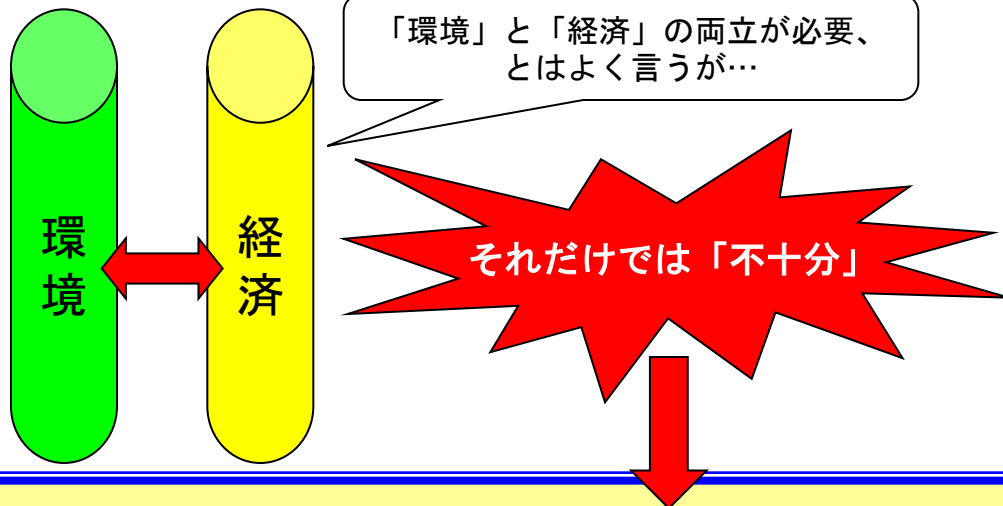 「環境」と「経済」の両立が必要、
とはよく言うが…
環境
経済
それだけでは「不十分」